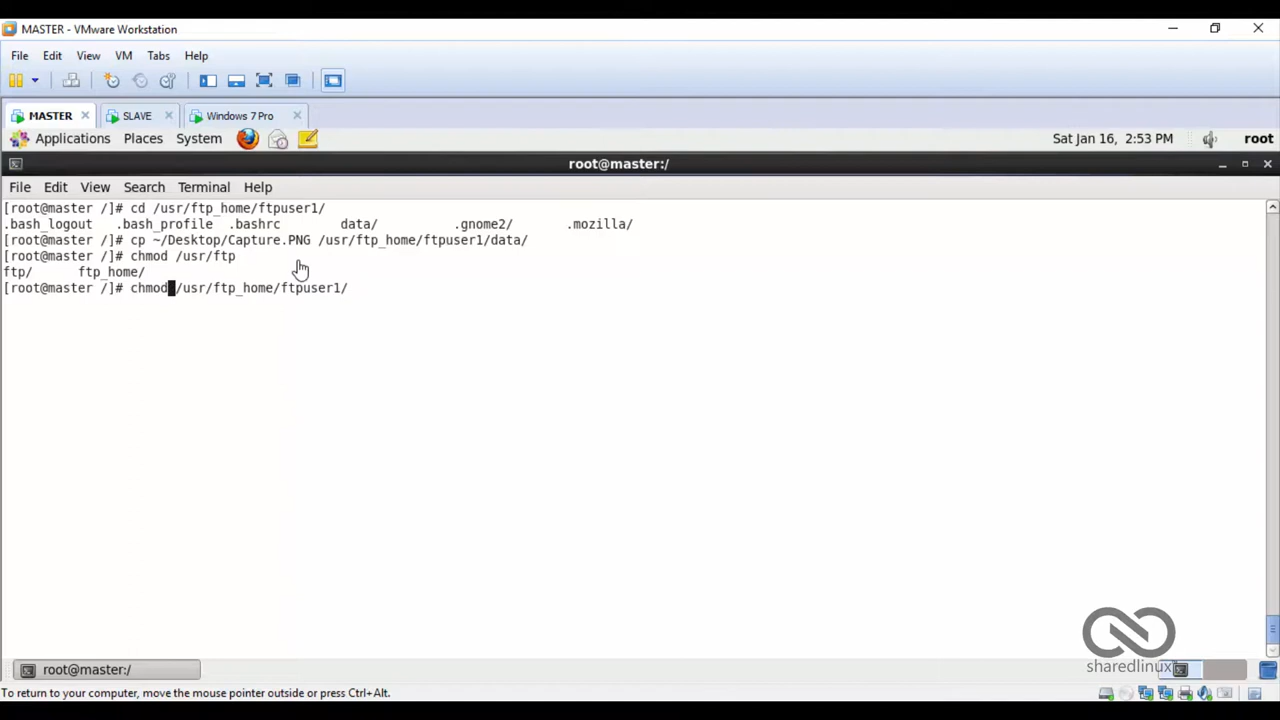 MASTER - VMware Workstation
File Edit View VM Tabs Help
MASTER SLAVE Windows 7 Pro
Applications Places System Sat Jan 16, 2:53 PM root
root@master:/
File Edit View Search Terminal Help
[root@master /]# cd /usr/ftp_home/ftpuser1/
.bash_logout .bash_profile .bashrc data/ .gnome2/ .mozilla/
[root@master /]# cp ~/Desktop/Capture.PNG /usr/ftp_home/ftpuser1/data/
[root@master /]# chmod /usr/ftp
ftp/ ftp_home/
[root@master /]# chmod /usr/ftp_home/ftpuser1/
sharedlinux
root@master:/
To return to your computer, move the mouse pointer outside or press Ctrl+Alt.